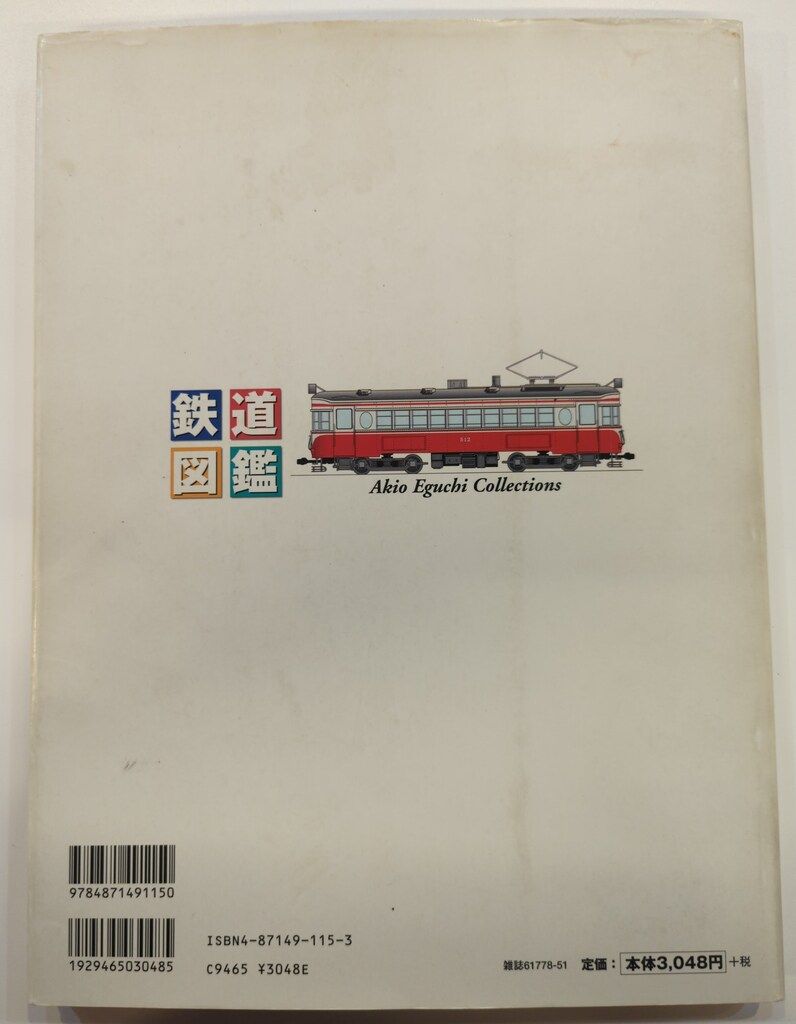 鉄道
図鑑
512
Akio Eguchi Collections
9784871491150
1929465030485
ISBN4-87149-115-3
C9465 ¥3048E
雑誌61778-51 定価：本体3,048円+税